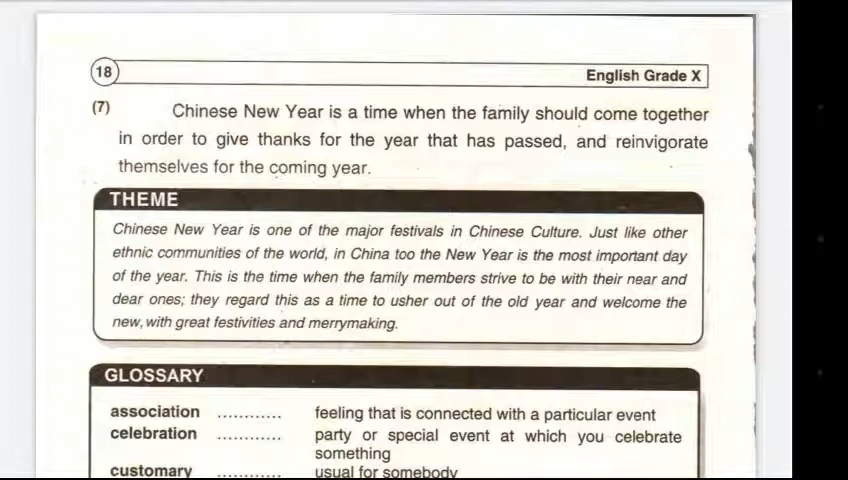 18
English Grade X
(7) Chinese New Year is a time when the family should come together
in order to give thanks for the year that has passed, and reinvigorate
themselves for the coming year.
THEME
Chinese New Year is one of the major festivals in Chinese Culture. Just like other
ethnic communities of the world, in China too the New Year is the most important day
of the year. This is the time when the family members strive to be with their near and
dear ones; they regard this as a time to usher out of the old year and welcome the
new, with great festivities and merrymaking.
GLOSSARY
association ............ feeling that is connected with a particular event
celebration ............ party or special event at which you celebrate
something
customary ............ usual for somebody